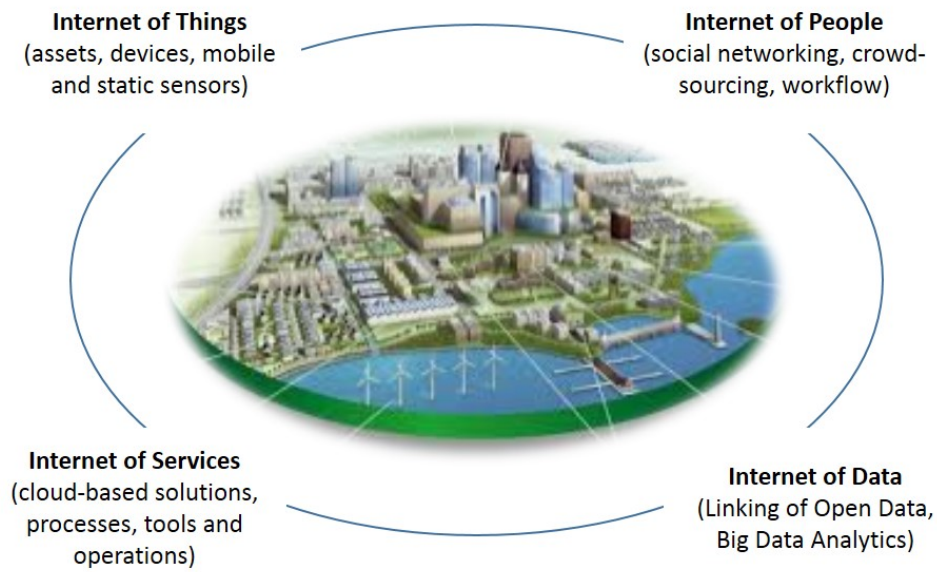 Internet of Things
(assets, devices, mobile
and static sensors)
Internet of People
(social networking, crowd-
sourcing, workflow)
Internet of Services
(cloud-based solutions,
processes, tools and
operations)
Internet of Data
(Linking of Open Data,
Big Data Analytics)